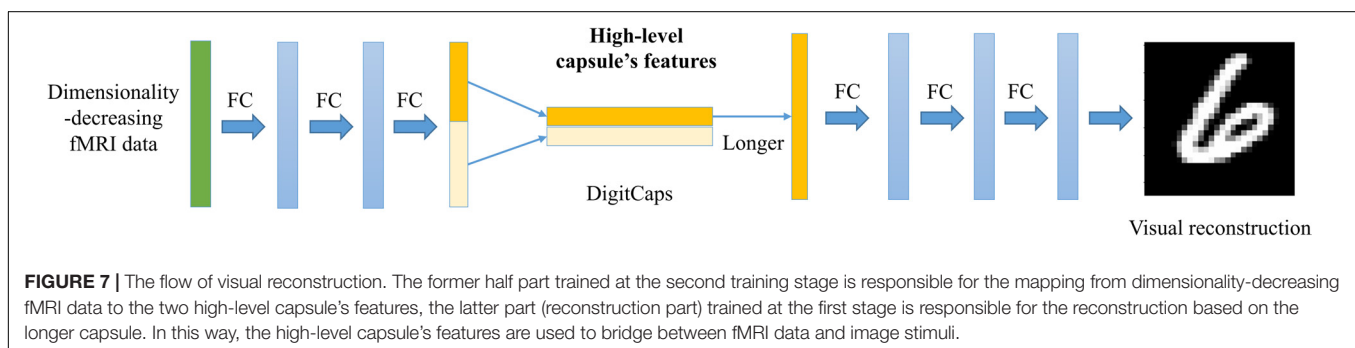 High-level
capsule's features
Dimensionality
-decreasing
fMRI data
FC
FC
FC
Longer
DigitCaps
FC
FC
FC
6
Visual reconstruction
FIGURE 7 | The flow of visual reconstruction. The former half part trained at the second training stage is responsible for the mapping from dimensionality-decreasing
fMRI data to the two high-level capsule's features, the latter part (reconstruction part) trained at the first stage is responsible for the reconstruction based on the
longer capsule. In this way, the high-level capsule's features are used to bridge between fMRI data and image stimuli.